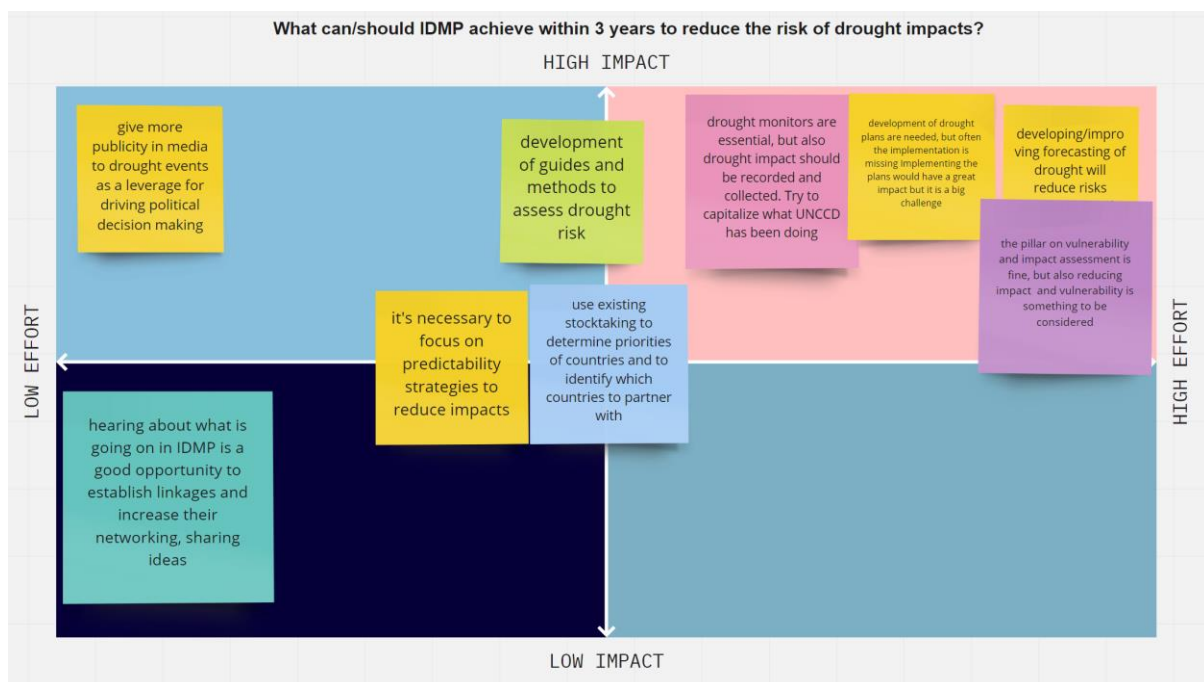 What can/should IDMP achieve within 3 years to reduce the risk of drought impacts?
HIGH IMPACT
give more
publicity in media
to drought events
as a leverage for
driving political
decision making
development
of guides and
methods to
assess drought
risk
drought monitors are
essential, but also
drought impact should
be recorded and
collected. Try to
capitalize what UNCCD
has been doing
development of drought
plans are needed, but often
the implementation is
missing implementing the
plans would have a great
impact but it is a big
challenge
developing/impro
ving forecasting of
drought will
reduce risks
the pillar on vulnerability
and impact assessment is
fine, but also reducing
impact and vulnerability is
something to be
considered
it's necessary to
focus on
predictability
strategies to
reduce impacts
use existing
stocktaking to
determine priorities
of countries and to
identify which
countries to partner
with
LOW EFFORT
HIGH EFFORT
hearing about what is
going on in IDMP is a
good opportunity to
establish linkages and
increase their
networking, sharing
ideas
LOW IMPACT